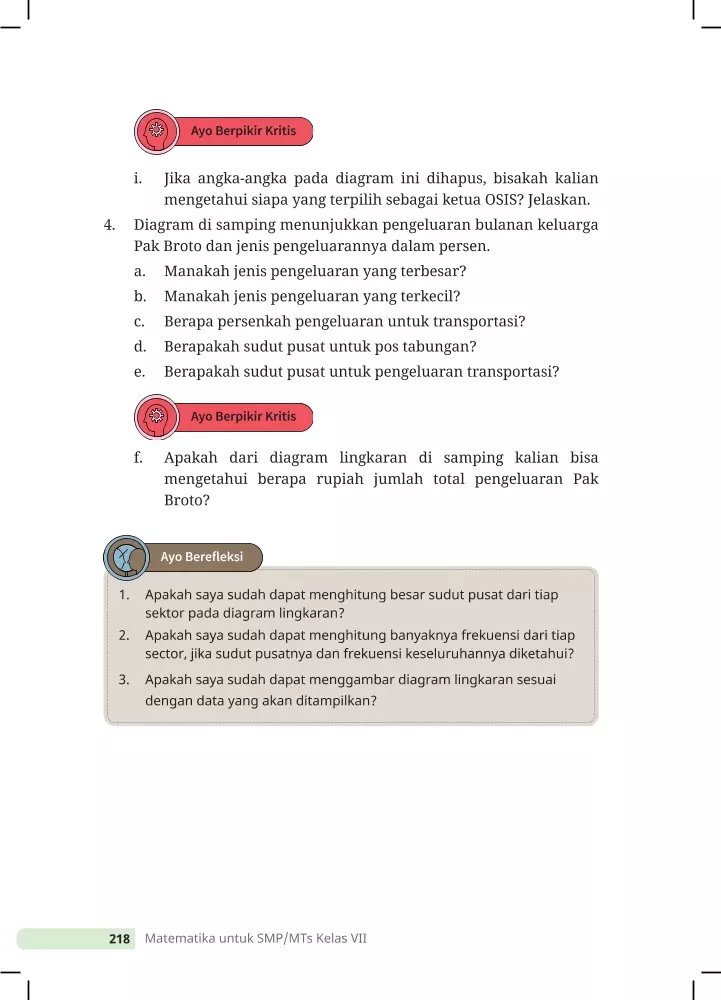 Ayo Berpikir Kritis
i. Jika angka-angka pada diagram ini dihapus, bisakah kalian
mengetahui siapa yang terpilih sebagai ketua OSIS? Jelaskan.
4. Diagram di samping menunjukkan pengeluaran bulanan keluarga
Pak Broto dan jenis pengeluarannya dalam persen.
a. Manakah jenis pengeluaran yang terbesar?
b. Manakah jenis pengeluaran yang terkecil?
c. Berapa persenkah pengeluaran untuk transportasi?
d. Berapakah sudut pusat untuk pos tabungan?
e. Berapakah sudut pusat untuk pengeluaran transportasi?
Ayo Berpikir Kritis
f. Apakah dari diagram lingkaran di samping kalian bisa
mengetahui berapa rupiah jumlah total pengeluaran Pak
Broto?
Ayo Berefleksi
1. Apakah saya sudah dapat menghitung besar sudut pusat dari tiap
sektor pada diagram lingkaran?
2. Apakah saya sudah dapat menghitung banyaknya frekuensi dari tiap
sector, jika sudut pusatnya dan frekuensi keseluruhannya diketahui?
3. Apakah saya sudah dapat menggambar diagram lingkaran sesuai
dengan data yang akan ditampilkan?
218 Matematika untuk SMP/MTs Kelas VII